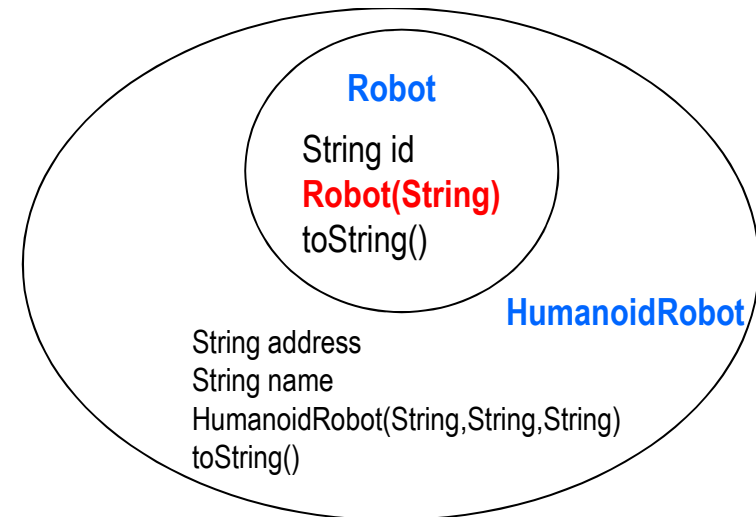 Robot
String id
Robot(String)
toString()
HumanoidRobot
String address
String name
HumanoidRobot(String,String,String)
toString()